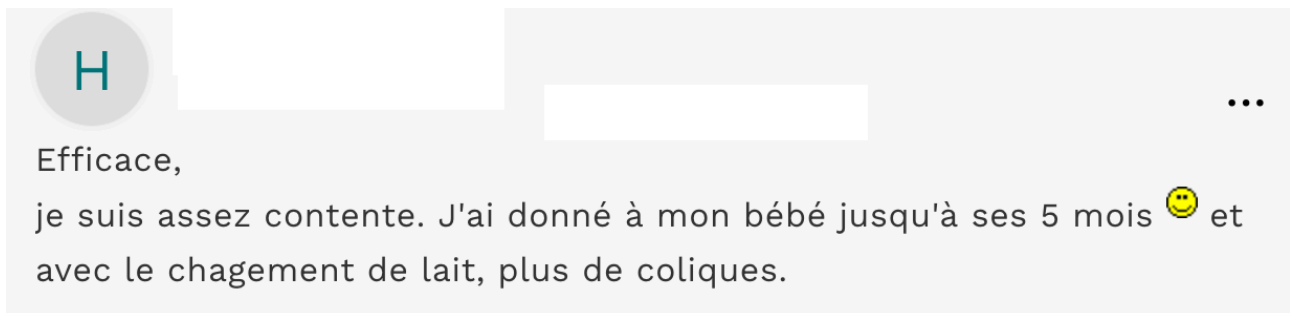 H
...
Efficace,
je suis assez contente. J'ai donné à mon bébé jusqu'à ses 5 mois et
avec le chagement de lait, plus de coliques.